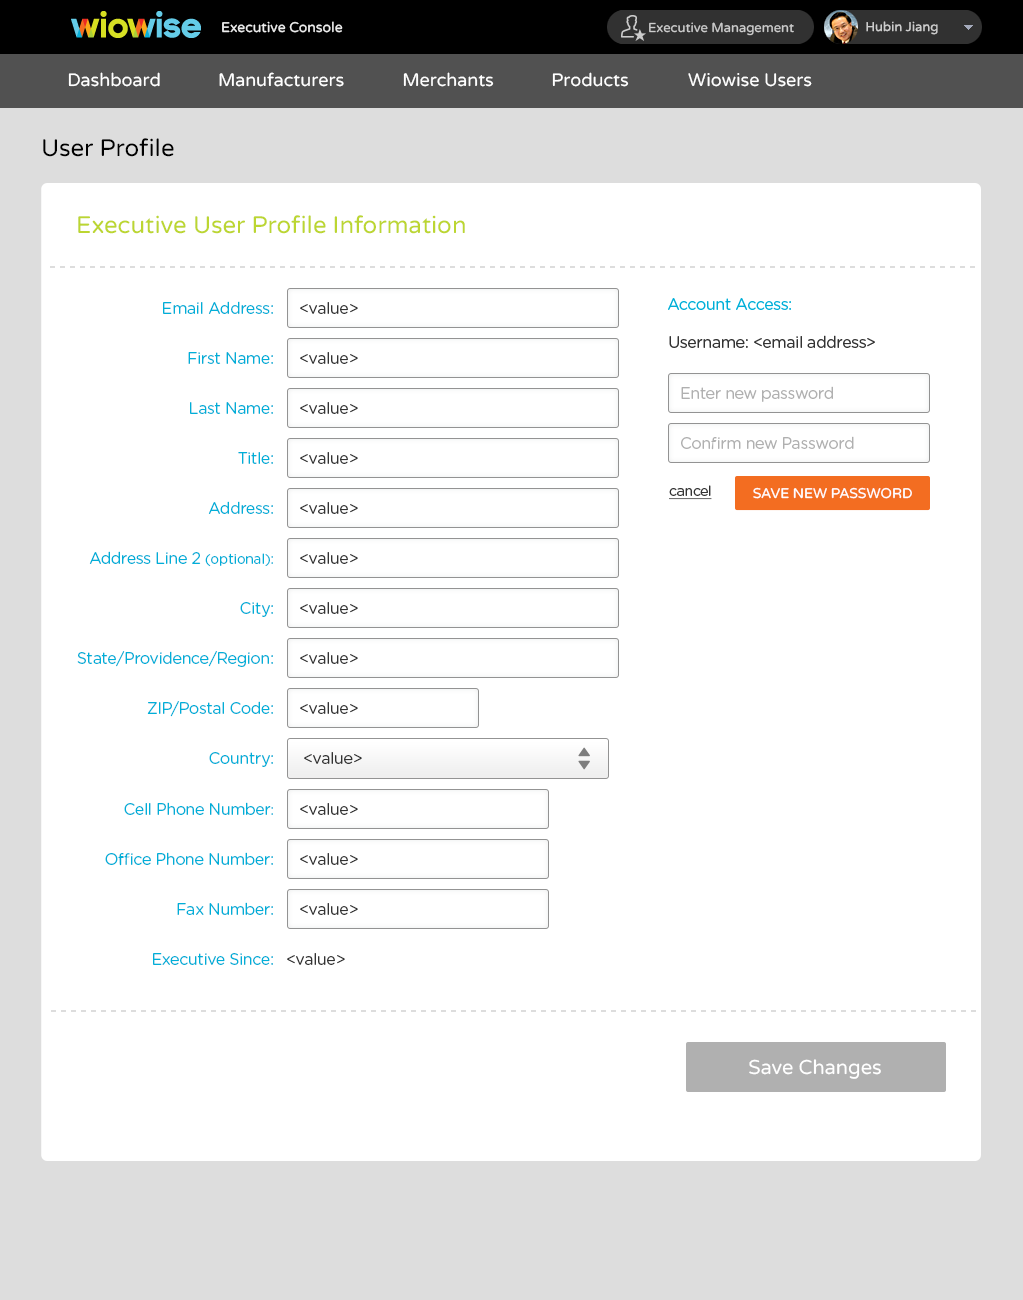 wiowise Executive Console Executive Management Hubin Jiang
Dashboard Manufacturers Merchants Products Wiowise Users
User Profile
Executive User Profile Information
Email Address: <value>
First Name: <value>
Last Name: <value>
Title: <value>
Address: <value>
Address Line 2 (optional): <value>
City: <value>
State/Providence/Region: <value>
ZIP/Postal Code: <value>
Country: <value>
Cell Phone Number: <value>
Office Phone Number: <value>
Fax Number: <value>
Executive Since: <value>
Account Access:
Username: <email address>
Enter new password
Confirm new Password
cancel SAVE NEW PASSWORD
Save Changes